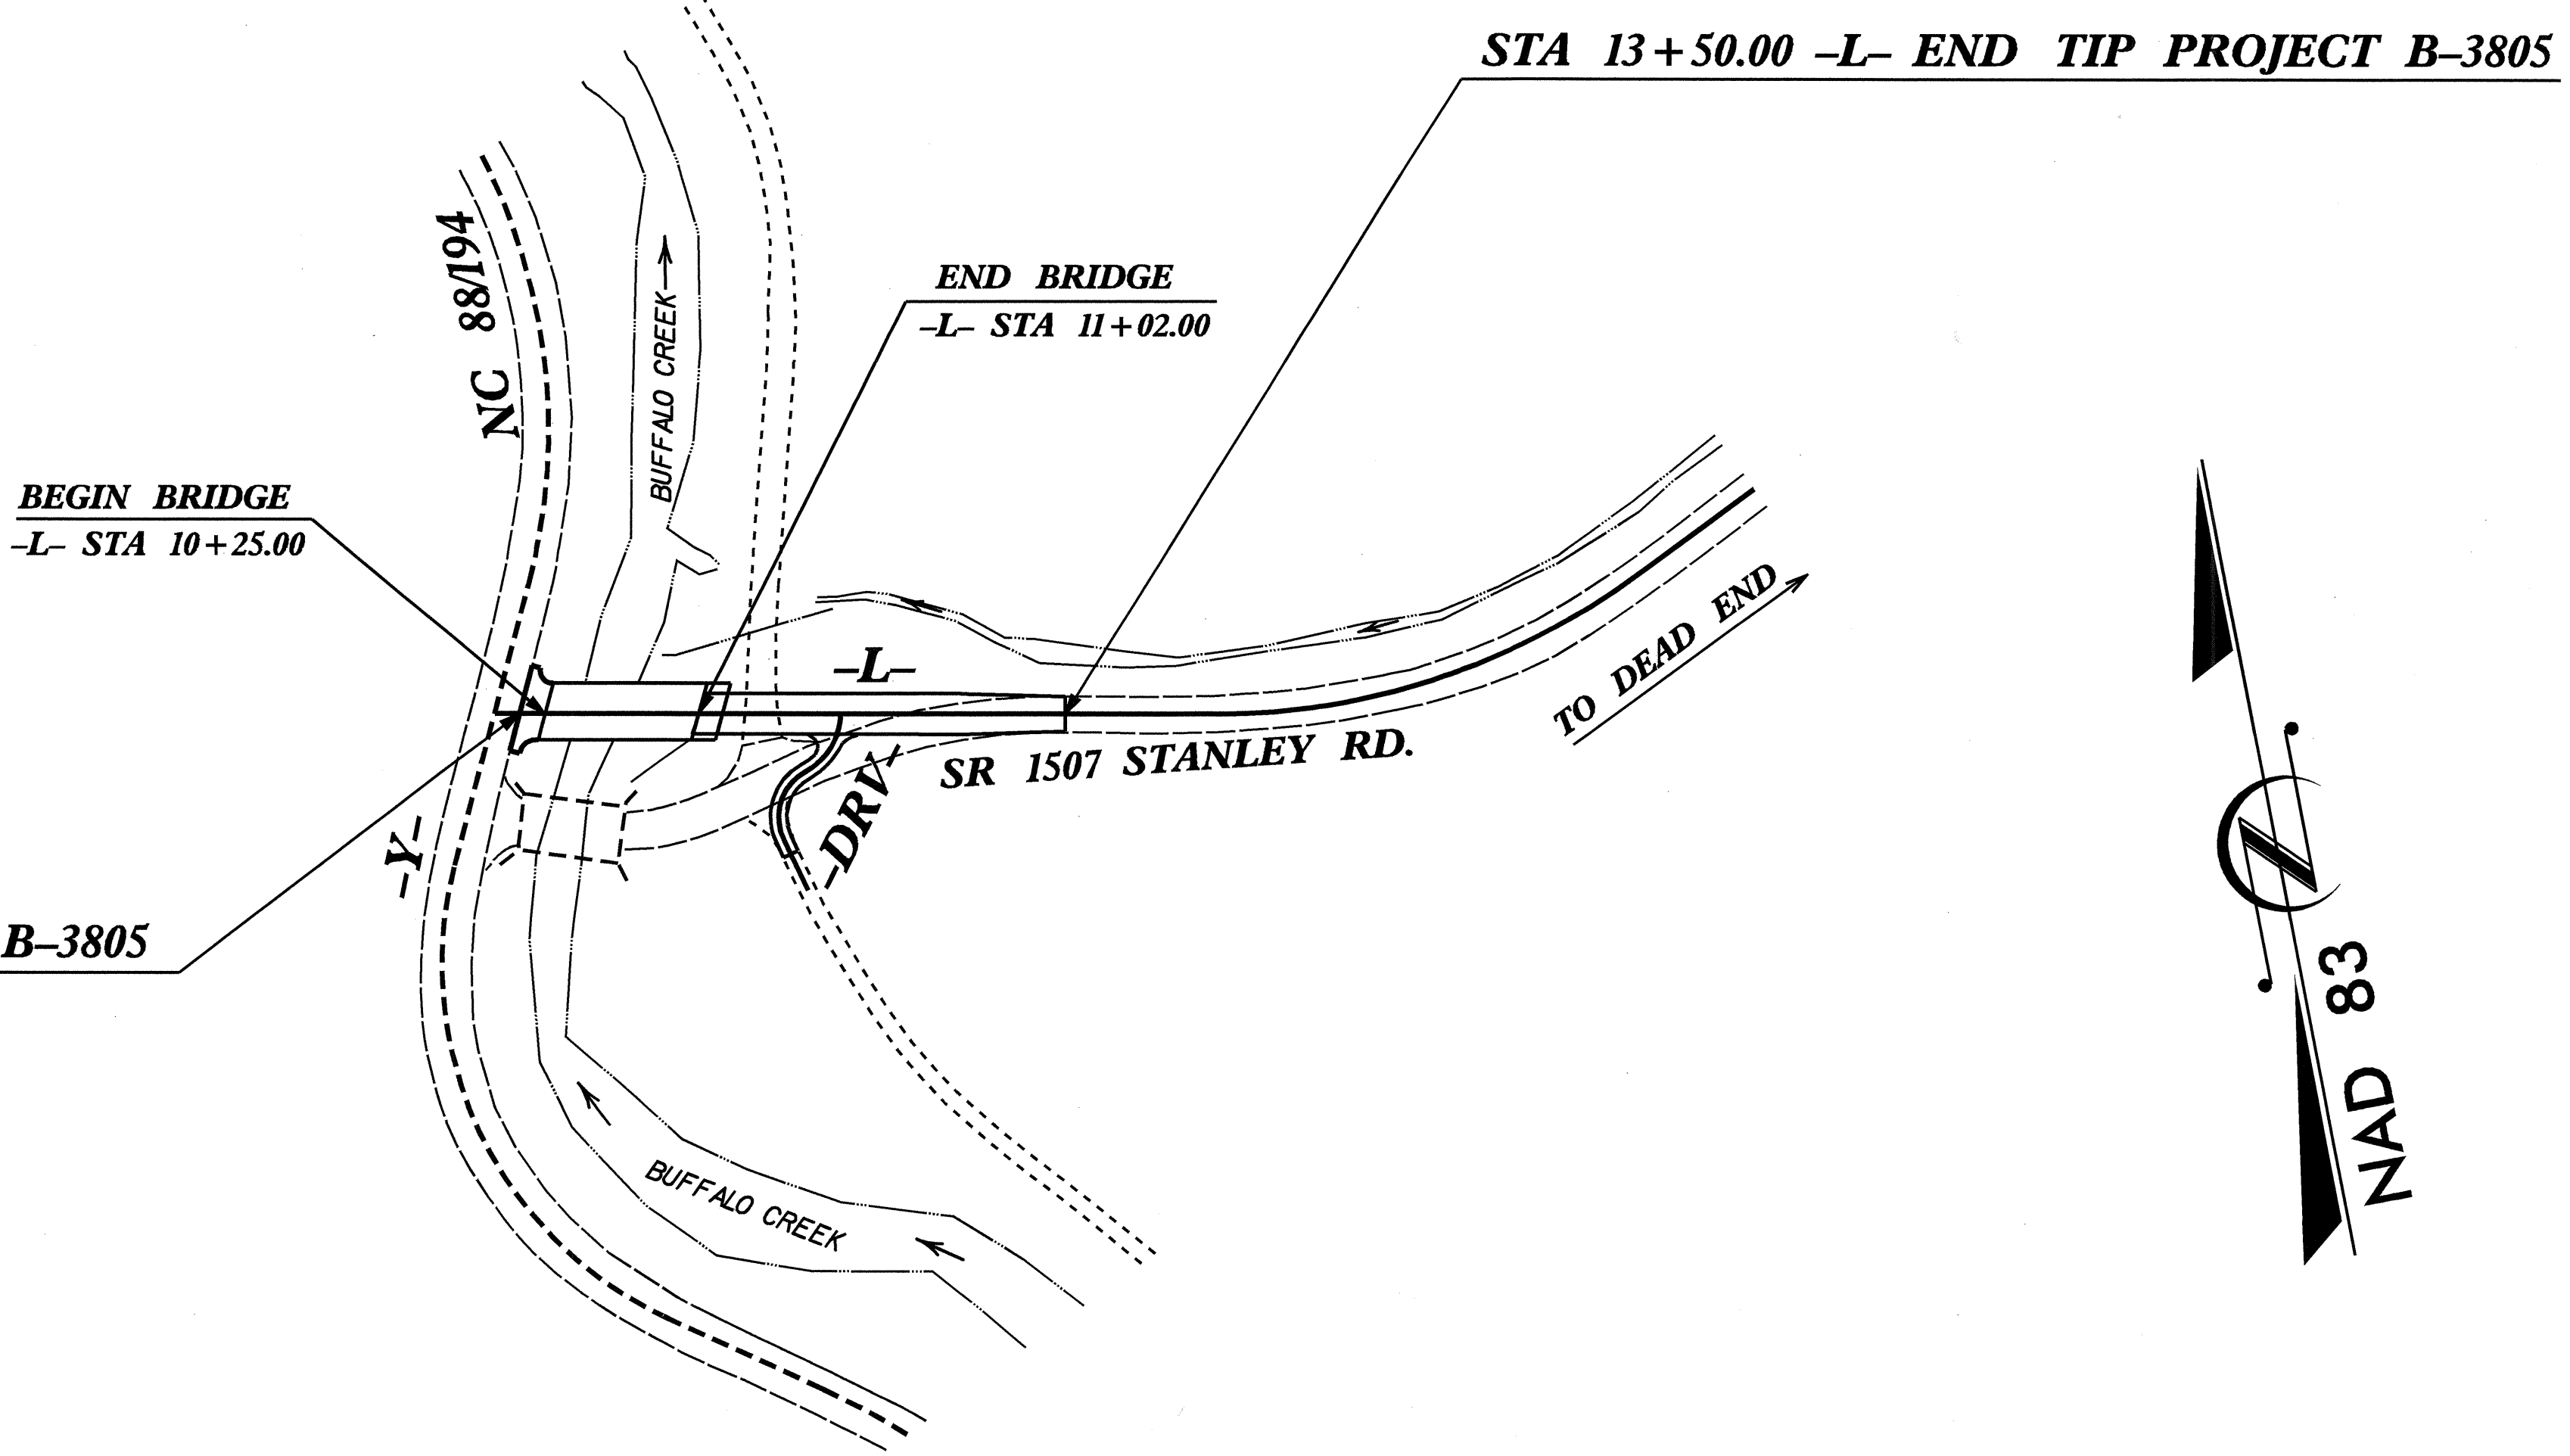 STA 13+50.00 –L– END TIP PROJECT B–3805
NC 88/194
BUFFALO CREEK
END BRIDGE
–L– STA 11+02.00
BEGIN BRIDGE
–L– STA 10+25.00
–L–
TO DEAD END
SR 1507 STANLEY RD.
–Y–
–DRV–
B–3805
BUFFALO CREEK
NAD 83